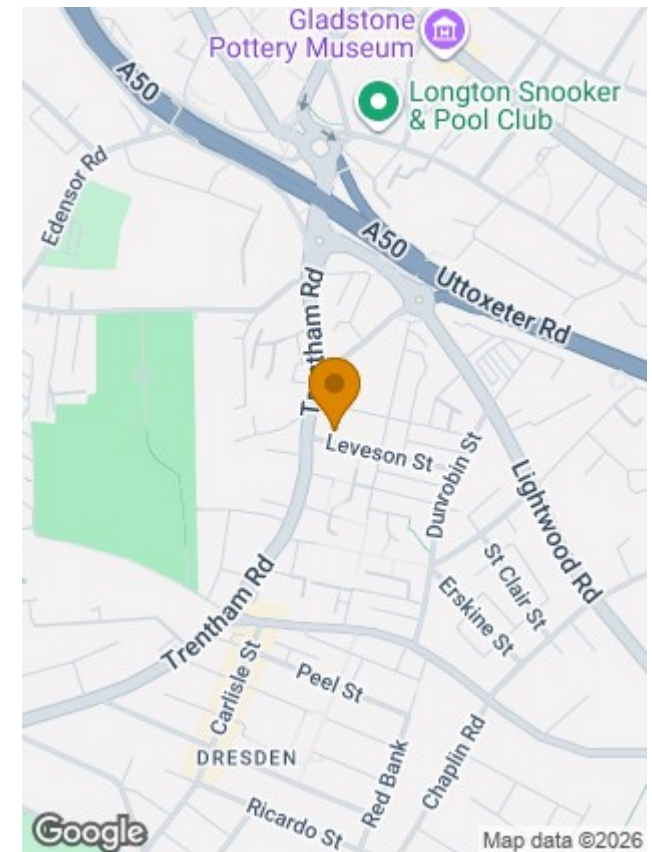 Gladstone
Pottery Museum
A50
Longton Snooker
& Pool Club
Edensor Rd
A50
Uttoxeter Rd
Trentham Rd
Leveson St
Dunrobin St
Lightwood Rd
St Clair St
Erskine St
Trentham Rd
Carlisle St
Peel St
Chaplin Rd
Red Bank
DRESDEN
Ricardo St
Google
Map data ©2026